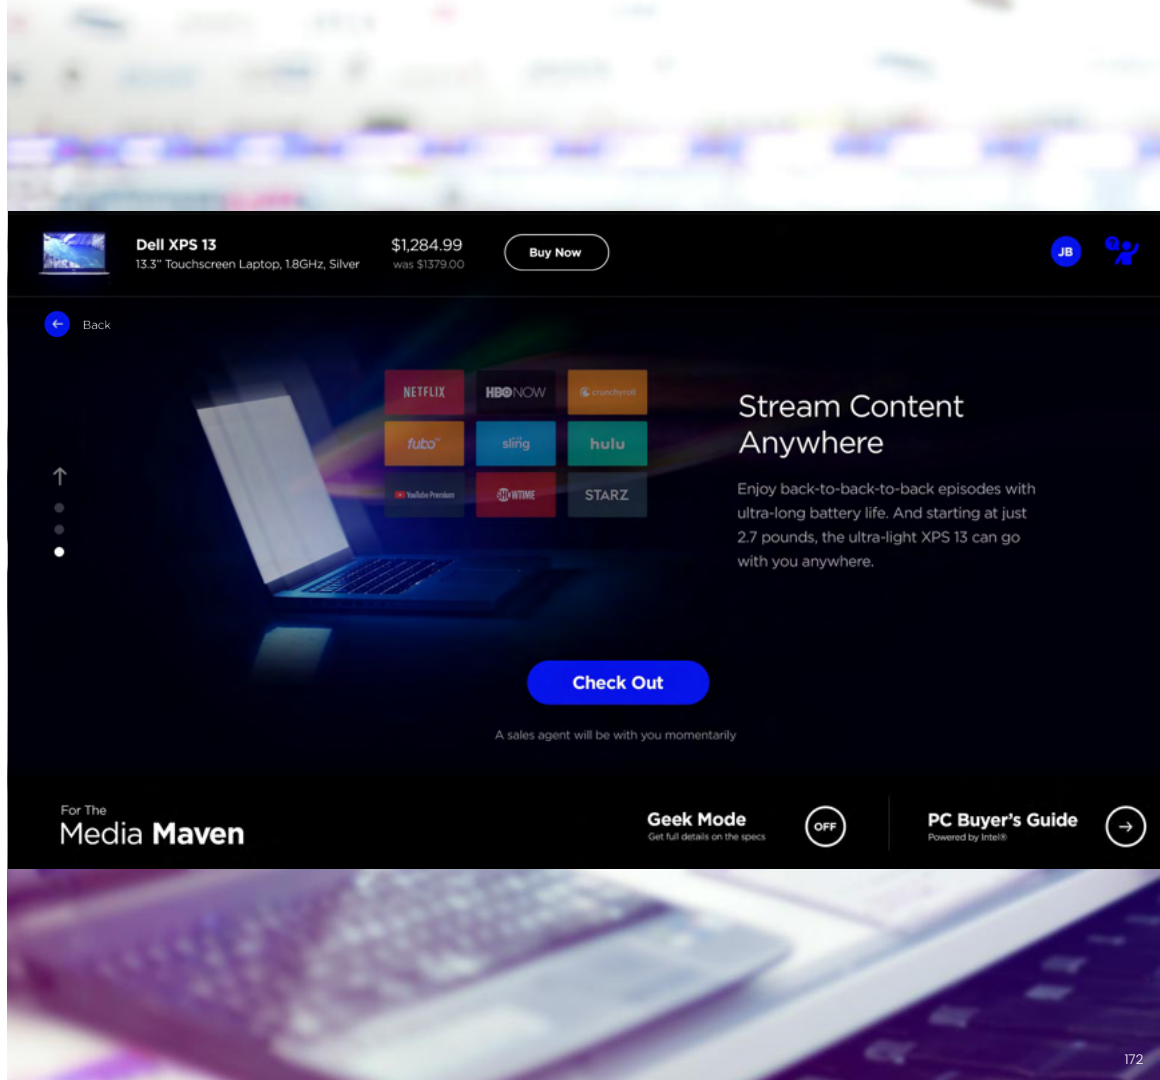 Dell XPS 13
13.3" Touchscreen Laptop, 1.8GHz, Silver
$1,284.99
was $1379.00
Buy Now
JB
?
Back
NETFLIX
HBO NOW
crunchyroll
fubo
sling
hulu
YouTube Premium
SHOWTIME
STARZ
Stream Content
Anywhere
Enjoy back-to-back-to-back episodes with
ultra-long battery life. And starting at just
2.7 pounds, the ultra-light XPS 13 can go
with you anywhere.
Check Out
A sales agent will be with you momentarily
For The
Media Maven
Geek Mode
Get full details on the specs
OFF
PC Buyer's Guide
Powered by Intel®
172